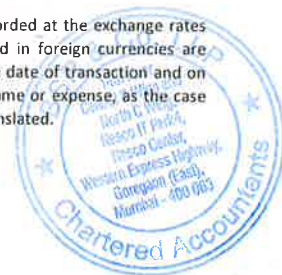 orded at the exchange rates
d in foreign currencies are
date of transaction and on
me or expense, as the case
nslated.
North C
Nesco IT Park4,
Nesco Center,
Western Express Highway,
Goregaon (East),
Mumbai - 400 063
Chartered Accountants